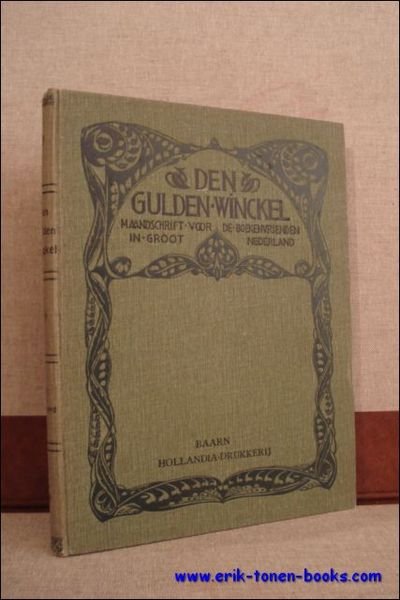 DEN
GULDEN·WINCKEL
MAANDSCHRIFT·VOOR DE·BOEKENVRIENDEN
IN·GROOT NEDERLAND
BAARN
HOLLANDIA-DRUKKERIJ
www.erik-tonen-books.com